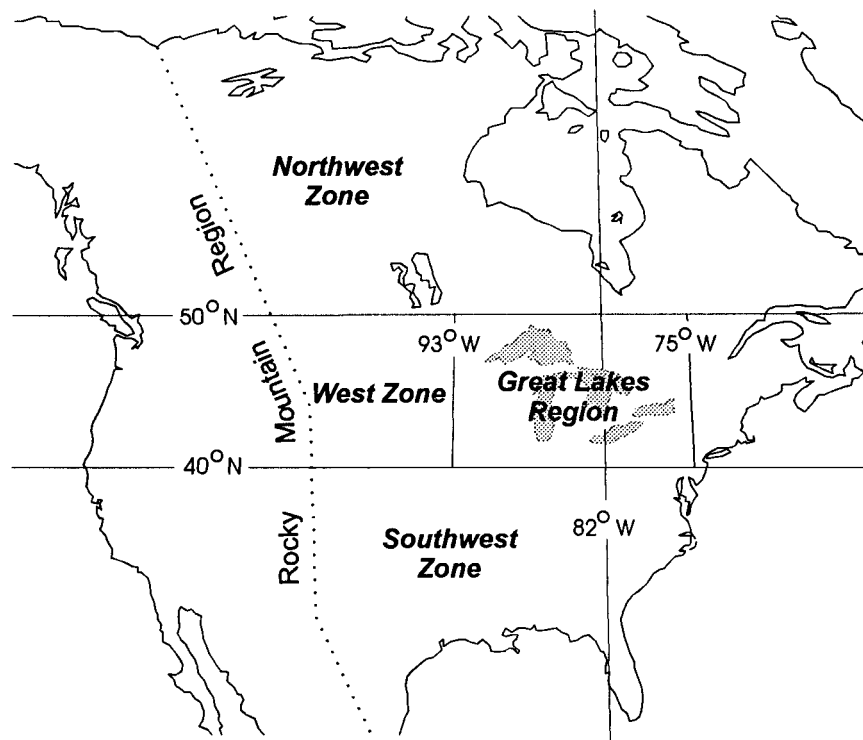 Northwest
Zone
Region
50°N
93°W
75°W
Mountain
West Zone
Great Lakes
Region
40°N
82°W
Rocky
Southwest
Zone